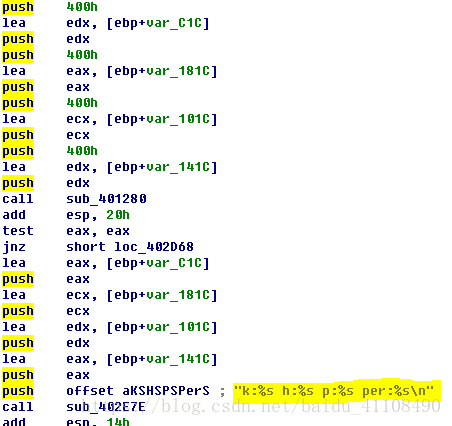 push 400h
lea edx, [ebp+var_C1C]
push edx
push 400h
lea eax, [ebp+var_181C]
push eax
push 400h
lea ecx, [ebp+var_101C]
push ecx
push 400h
lea edx, [ebp+var_141C]
push edx
call sub_401280
add esp, 20h
test eax, eax
jnz short loc_402D68
lea eax, [ebp+var_C1C]
push eax
lea ecx, [ebp+var_181C]
push ecx
lea edx, [ebp+var_101C]
push edx
lea eax, [ebp+var_141C]
push eax
push offset aKSHSPSPerS ; "k:%s h:%s p:%s per:%s\n"
call sub_402E7E
https://blog.csdn.net/baidu_41108490
add esp, 14h